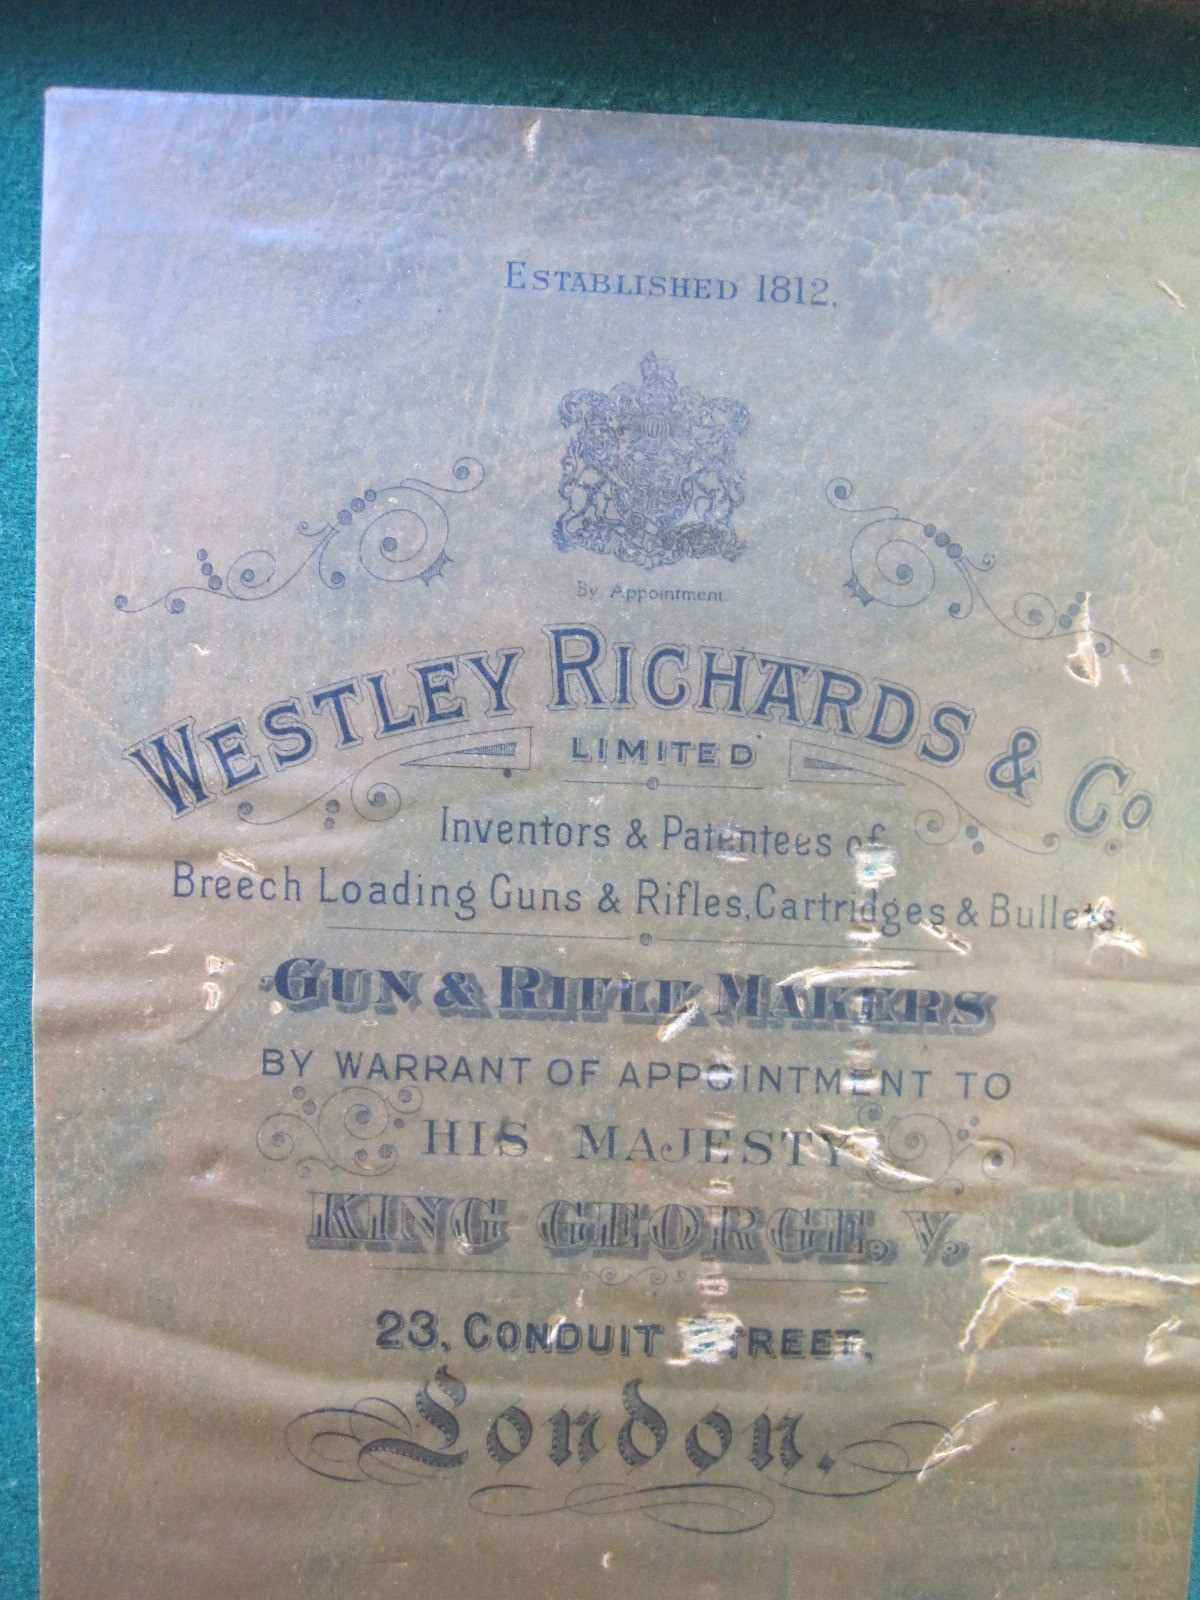 ESTABLISHED 1812.
By Appointment.
WESTLEY RICHARDS & Co
LIMITED
Inventors & Patentees of
Breech Loading Guns & Rifles, Cartridges & Bullets.
GUN & RIFLE MAKERS
BY WARRANT OF APPOINTMENT TO
HIS MAJESTY
KING GEORGE, V.
23, CONDUIT STREET,
London.